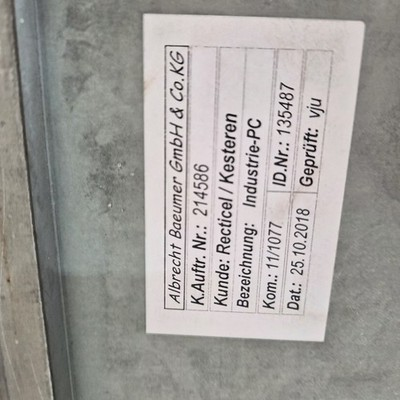 Albrecht Baeumer GmbH & Co.KG
K.Auftr. Nr.: 214586
Kunde: Recticel / Kesteren
Bezeichnung: Industrie-PC
Kom.: 11/1077 ID.Nr.: 135487
Dat.: 25.10.2018 Geprüft: vju